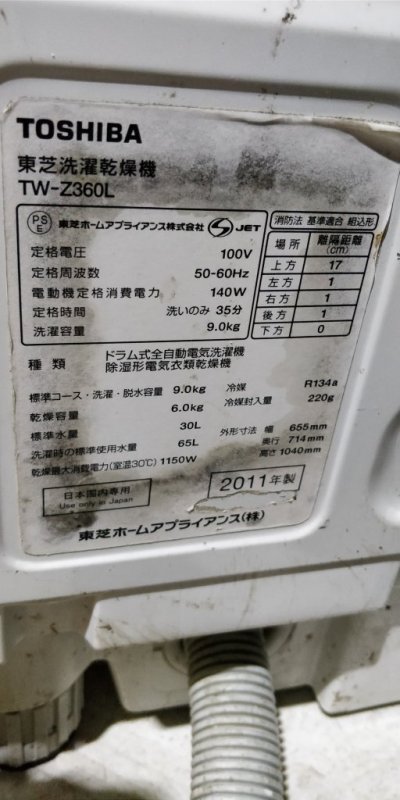 TOSHIBA
東芝洗濯乾燥機
TW-Z360L
PS E 東芝ホームアプライアンス株式会社 S JET
定格電圧 100V
定格周波数 50-60Hz
電動機定格消費電力 140W
定格時間 洗いのみ 35分
洗濯容量 9.0kg
消防法 基準適合 組込形
場所 離隔距離(cm)
上方 17
左方 1
右方 1
後方 1
下方 0
種類 ドラム式全自動電気洗濯機
除湿形電気衣類乾燥機
標準コース・洗濯・脱水容量 9.0kg
乾燥容量 6.0kg
標準水量 30L
洗濯時の標準使用水量 65L
乾燥最大消費電力(室温30℃) 1150W
冷媒 R134a
冷媒封入量 220g
外形寸法 幅 655mm
奥行 714mm
高さ 1040mm
日本国内専用
Use only in Japan
2011年製
東芝ホームアプライアンス(株)